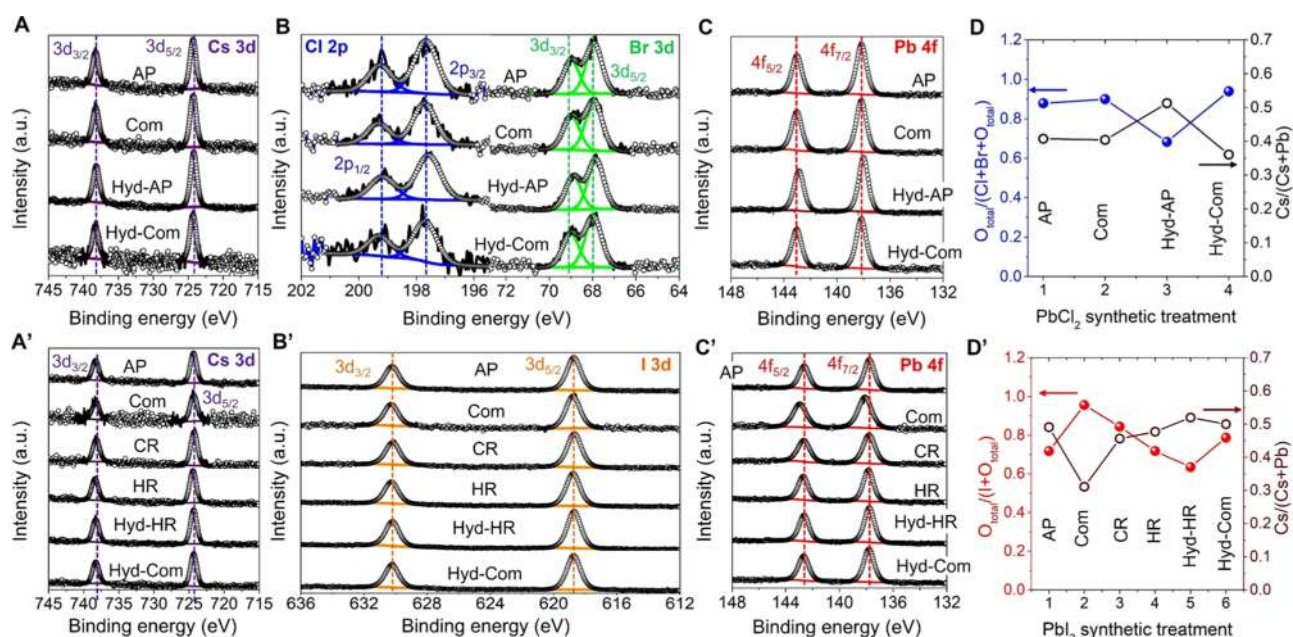 A
3d3/2
3d5/2
Cs 3d
AP
Com
Hyd-AP
Hyd-Com
Intensity (a.u.)
745 740 735 730 725 720 715
Binding energy (eV)
B
Cl 2p
Br 3d
2p3/2
3d3/2
3d5/2
AP
Com
2p1/2
Hyd-AP
Hyd-Com
Intensity (a.u.)
202 200 198 196 70 68 66 64
Binding energy (eV)
C
Pb 4f
4f5/2
4f7/2
AP
Com
Hyd-AP
Hyd-Com
Intensity (a.u.)
148 144 140 136 132
Binding energy (eV)
D
Ototal/(Cl+Br+Ototal)
1.2
1.0
0.8
0.6
0.4
0.2
0.0
Cs/(Cs+Pb)
0.7
0.6
0.5
0.4
0.3
0.2
0.1
0.0
AP
Com
Hyd-AP
Hyd-Com
1 2 3 4
PbCl2 synthetic treatment
A'
3d3/2
Cs 3d
AP
Com
3d5/2
CR
HR
Hyd-HR
Hyd-Com
Intensity (a.u.)
745 740 735 730 725 720 715
Binding energy (eV)
B'
I 3d
3d3/2
3d5/2
AP
Com
CR
HR
Hyd-HR
Hyd-Com
Intensity (a.u.)
636 632 628 624 620 616 612
Binding energy (eV)
C'
Pb 4f
4f5/2
4f7/2
AP
Com
CR
HR
Hyd-HR
Hyd-Com
Intensity (a.u.)
148 144 140 136 132
Binding energy (eV)
D'
Ototal/(I+Ototal)
1.2
1.0
0.8
0.6
0.4
0.2
0.0
Cs/(Cs+Pb)
0.7
0.6
0.5
0.4
0.3
0.2
0.1
0.0
AP
Com
CR
HR
Hyd-HR
Hyd-Com
1 2 3 4 5 6
PbI2 synthetic treatment